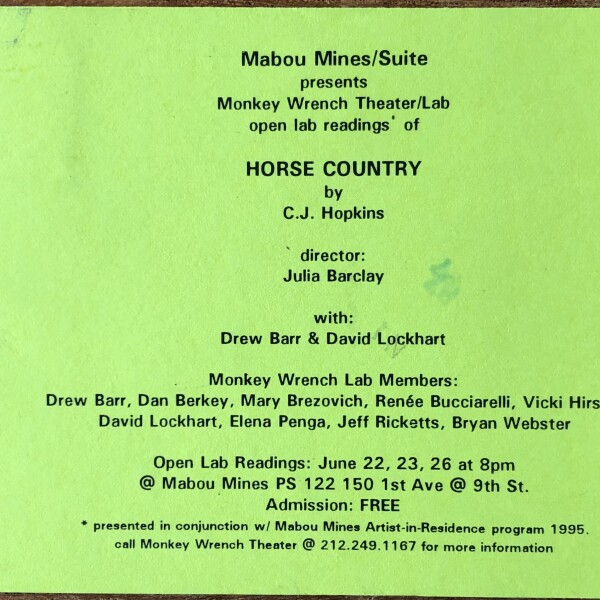 Mabou Mines/Suite
presents
Monkey Wrench Theater/Lab
open lab readings* of
HORSE COUNTRY
by
C.J. Hopkins
director:
Julia Barclay
with:
Drew Barr & David Lockhart
Monkey Wrench Lab Members:
Drew Barr, Dan Berkey, Mary Brezovich, Renée Bucciarelli, Vicki Hirs
David Lockhart, Elena Penga, Jeff Ricketts, Bryan Webster
Open Lab Readings: June 22, 23, 26 at 8pm
@ Mabou Mines PS 122 150 1st Ave @ 9th St.
Admission: FREE
* presented in conjunction w/ Mabou Mines Artist-in-Residence program 1995.
call Monkey Wrench Theater @ 212.249.1167 for more information